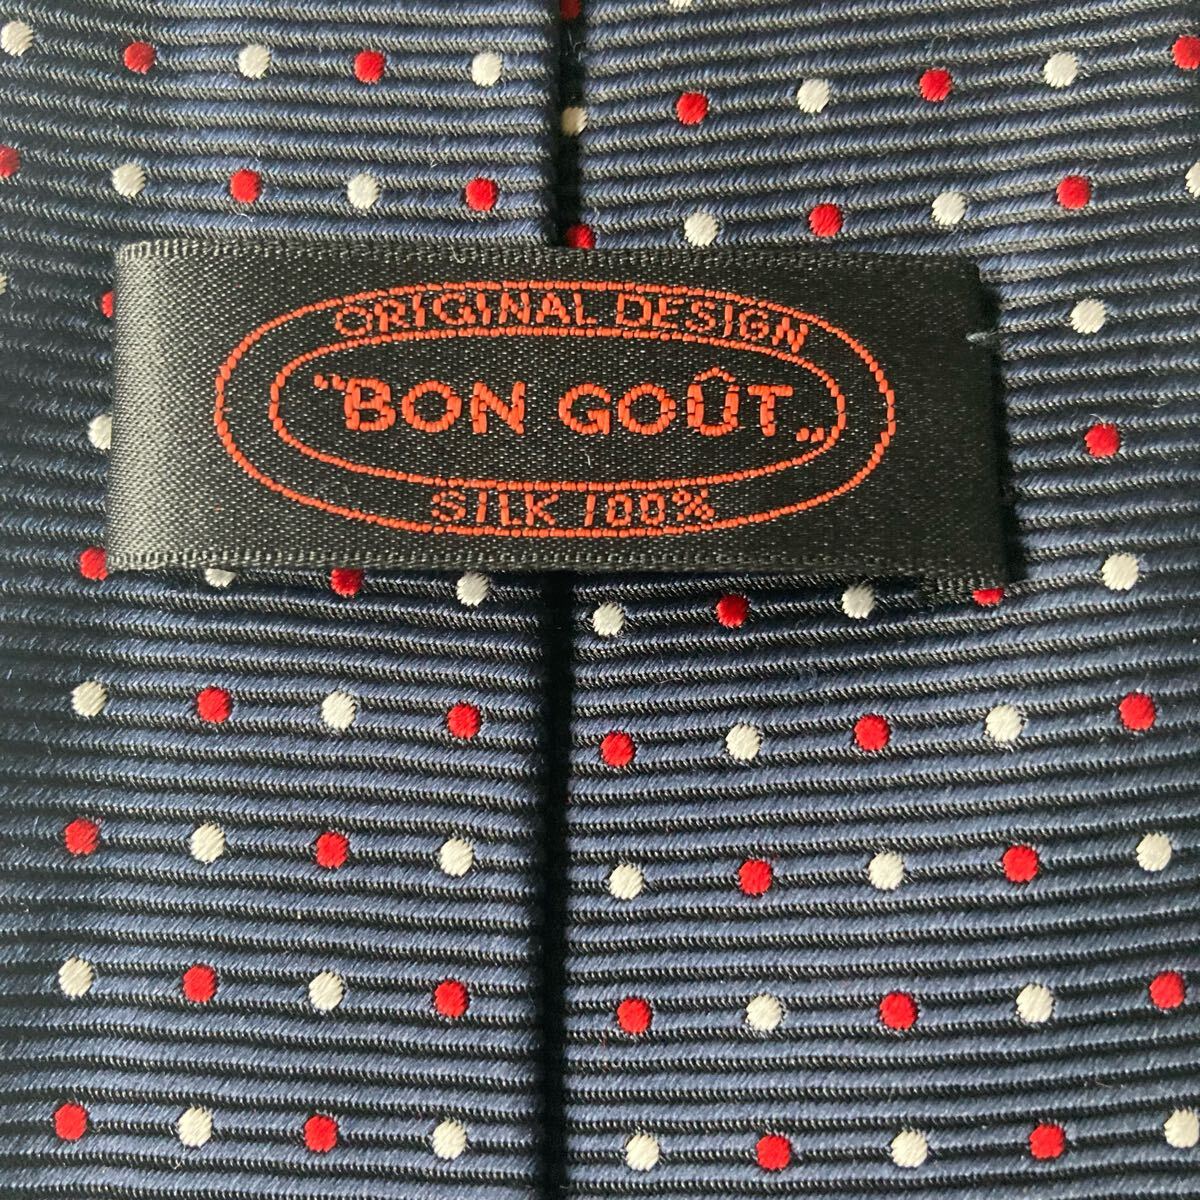 ORIGINAL DESIGN
"BON GOÛT„
SILK 100%